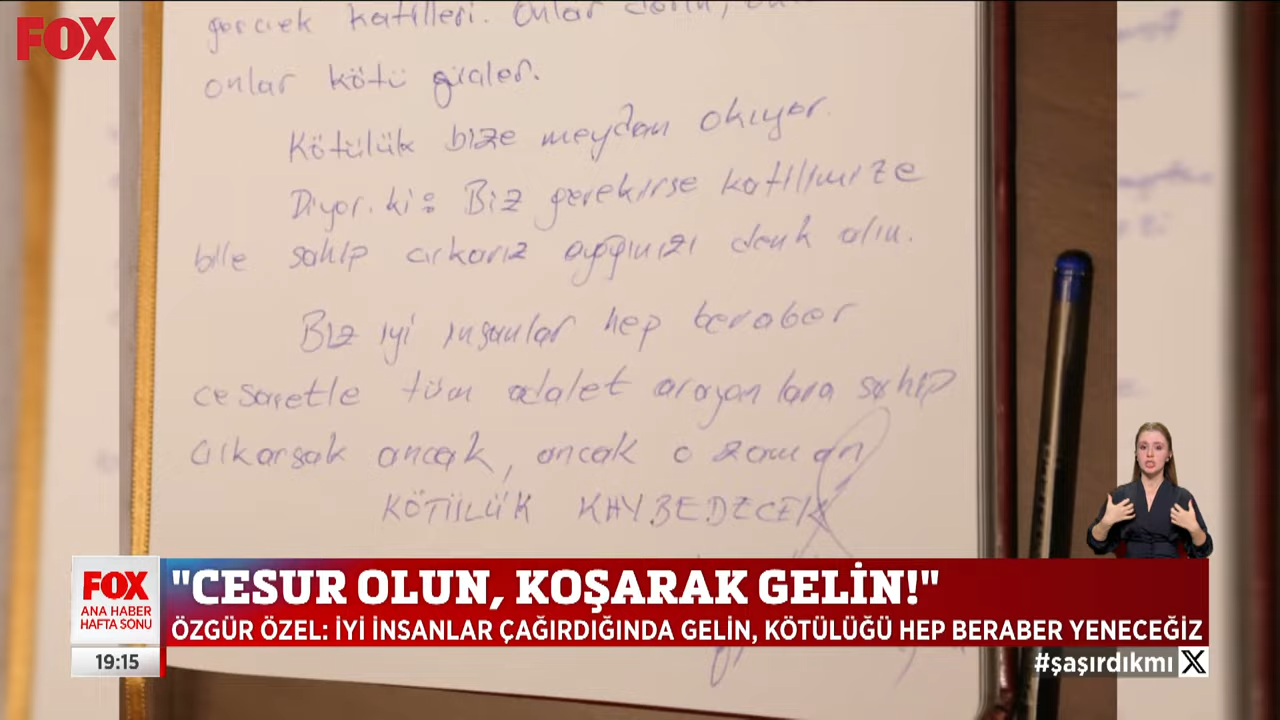 FOX
gerçek katilleri. Onlar
onlar kötü güçler.
Kötülük bize meydan okuyor.
Diyor ki: Biz gerekirse katilimize
bile sahip çıkarız ayağınızı denk alın.
Biz iyi insanlar hep beraber
cesaretle tüm adalet arayanlara sahip
çıkarsak ancak, ancak o zaman
KÖTÜLÜK KAYBEDECEK
FOX
ANA HABER
HAFTA SONU
19:15
"CESUR OLUN, KOŞARAK GELİN!"
ÖZGÜR ÖZEL: İYİ İNSANLAR ÇAĞIRDIĞINDA GELİN, KÖTÜLÜĞÜ HEP BERABER YENECEĞİZ
#şaşırdıkmı X